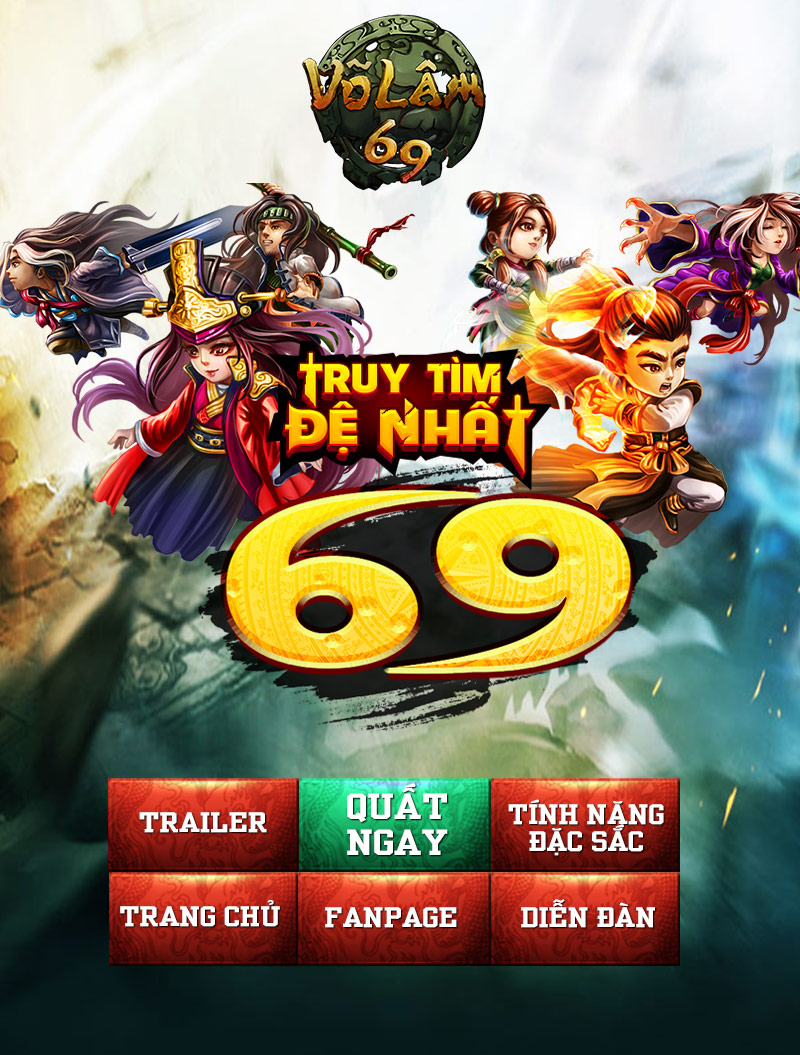 VÕ LÂM
69
TRUY TÌM
ĐỆ NHẤT
69
TRAILER
QUẤT
NGAY
TÍNH NĂNG
ĐẶC SẮC
TRANG CHỦ
FANPAGE
DIỄN ĐÀN